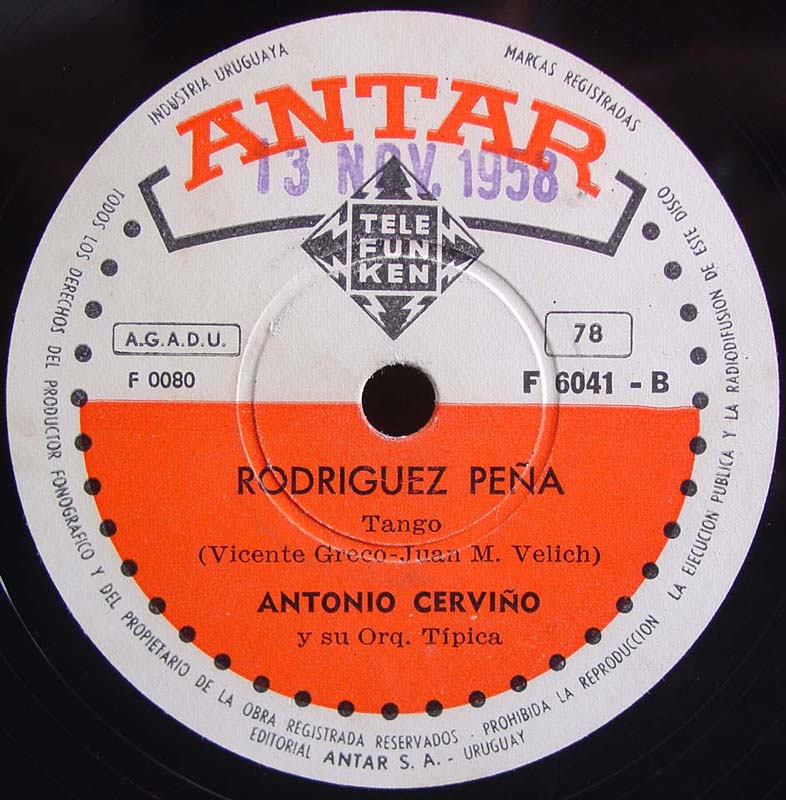 INDUSTRIA URUGUAYA
MARCAS REGISTRADAS
ANTAR
13 NOV. 1958
TELE
FUN
KEN
A.G.A.D.U.
78
F 0080
F 6041 - B
RODRIGUEZ PEÑA
Tango
(Vicente Greco-Juan M. Velich)
ANTONIO CERVIÑO
y su Orq. Típica
TODOS LOS DERECHOS DEL PRODUCTOR FONOGRAFICO Y DEL PROPIETARIO DE LA OBRA REGISTRADA RESERVADOS - PROHIBIDA LA REPRODUCCION LA EJECUCION PUBLICA Y LA RADIODIFUSION DE ESTE DISCO
EDITORIAL ANTAR S. A. - URUGUAY